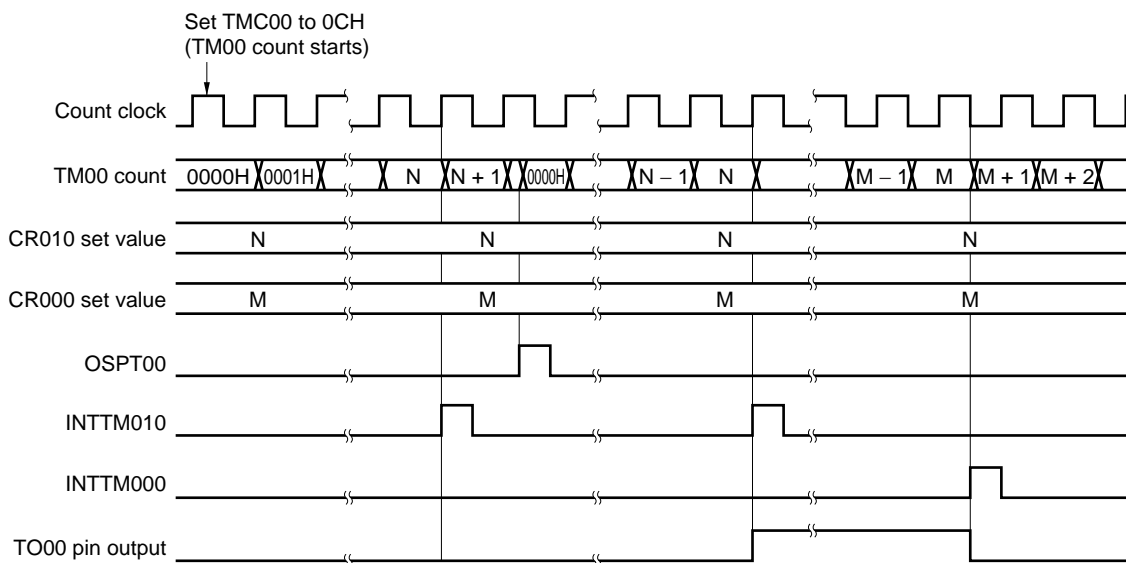 Set TMC00 to 0CH
(TM00 count starts)
Count clock
TM00 count 0000H 0001H N N + 1 0000H N − 1 N M − 1 M M + 1 M + 2
CR010 set value N N N N
CR000 set value M M M M
OSPT00
INTTM010
INTTM000
TO00 pin output